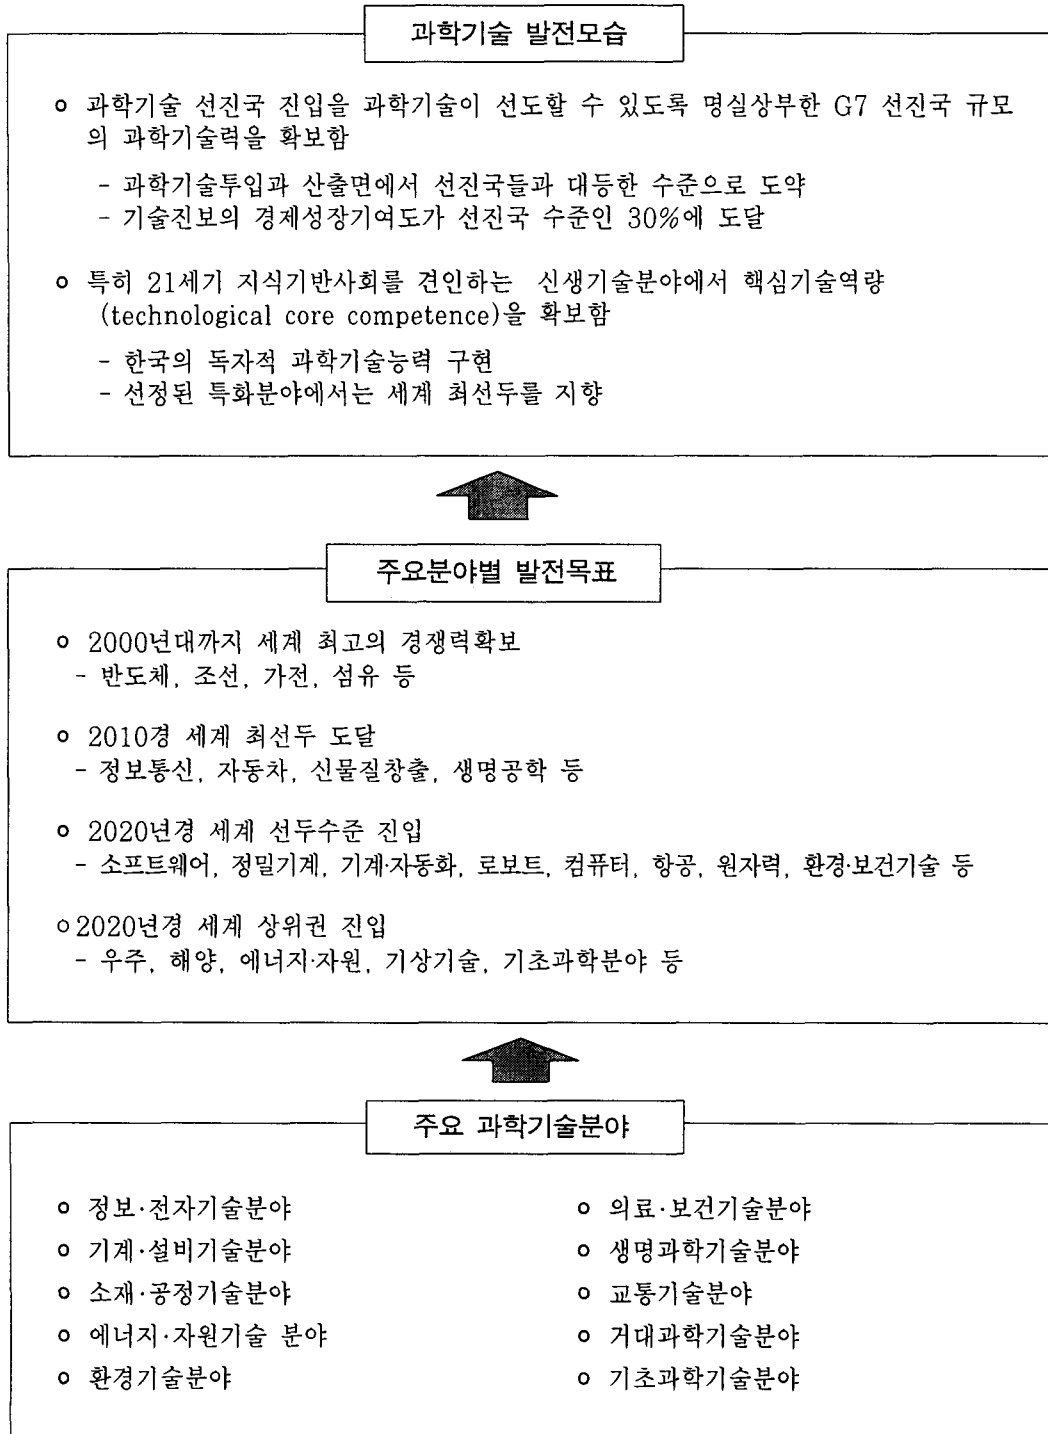 과학기술 발전모습
o 과학기술 선진국 진입을 과학기술이 선도할 수 있도록 명실상부한 G7 선진국 규모
의 과학기술력을 확보함
- 과학기술투입과 산출면에서 선진국들과 대등한 수준으로 도약
- 기술진보의 경제성장기여도가 선진국 수준인 30%에 도달
o 특히 21세기 지식기반사회를 견인하는 신생기술분야에서 핵심기술역량
(technological core competence)을 확보함
- 한국의 독자적 과학기술능력 구현
- 선정된 특화분야에서는 세계 최선두를 지향
주요분야별 발전목표
o 2000년대까지 세계 최고의 경쟁력확보
- 반도체, 조선, 가전, 섬유 등
o 2010경 세계 최선두 도달
- 정보통신, 자동차, 신물질창출, 생명공학 등
o 2020년경 세계 선두수준 진입
- 소프트웨어, 정밀기계, 기계·자동화, 로보트, 컴퓨터, 항공, 원자력, 환경·보건기술 등
o 2020년경 세계 상위권 진입
- 우주, 해양, 에너지·자원, 기상기술, 기초과학분야 등
주요 과학기술분야
o 정보·전자기술분야
o 기계·설비기술분야
o 소재·공정기술분야
o 에너지·자원기술 분야
o 환경기술분야
o 의료·보건기술분야
o 생명과학기술분야
o 교통기술분야
o 거대과학기술분야
o 기초과학기술분야